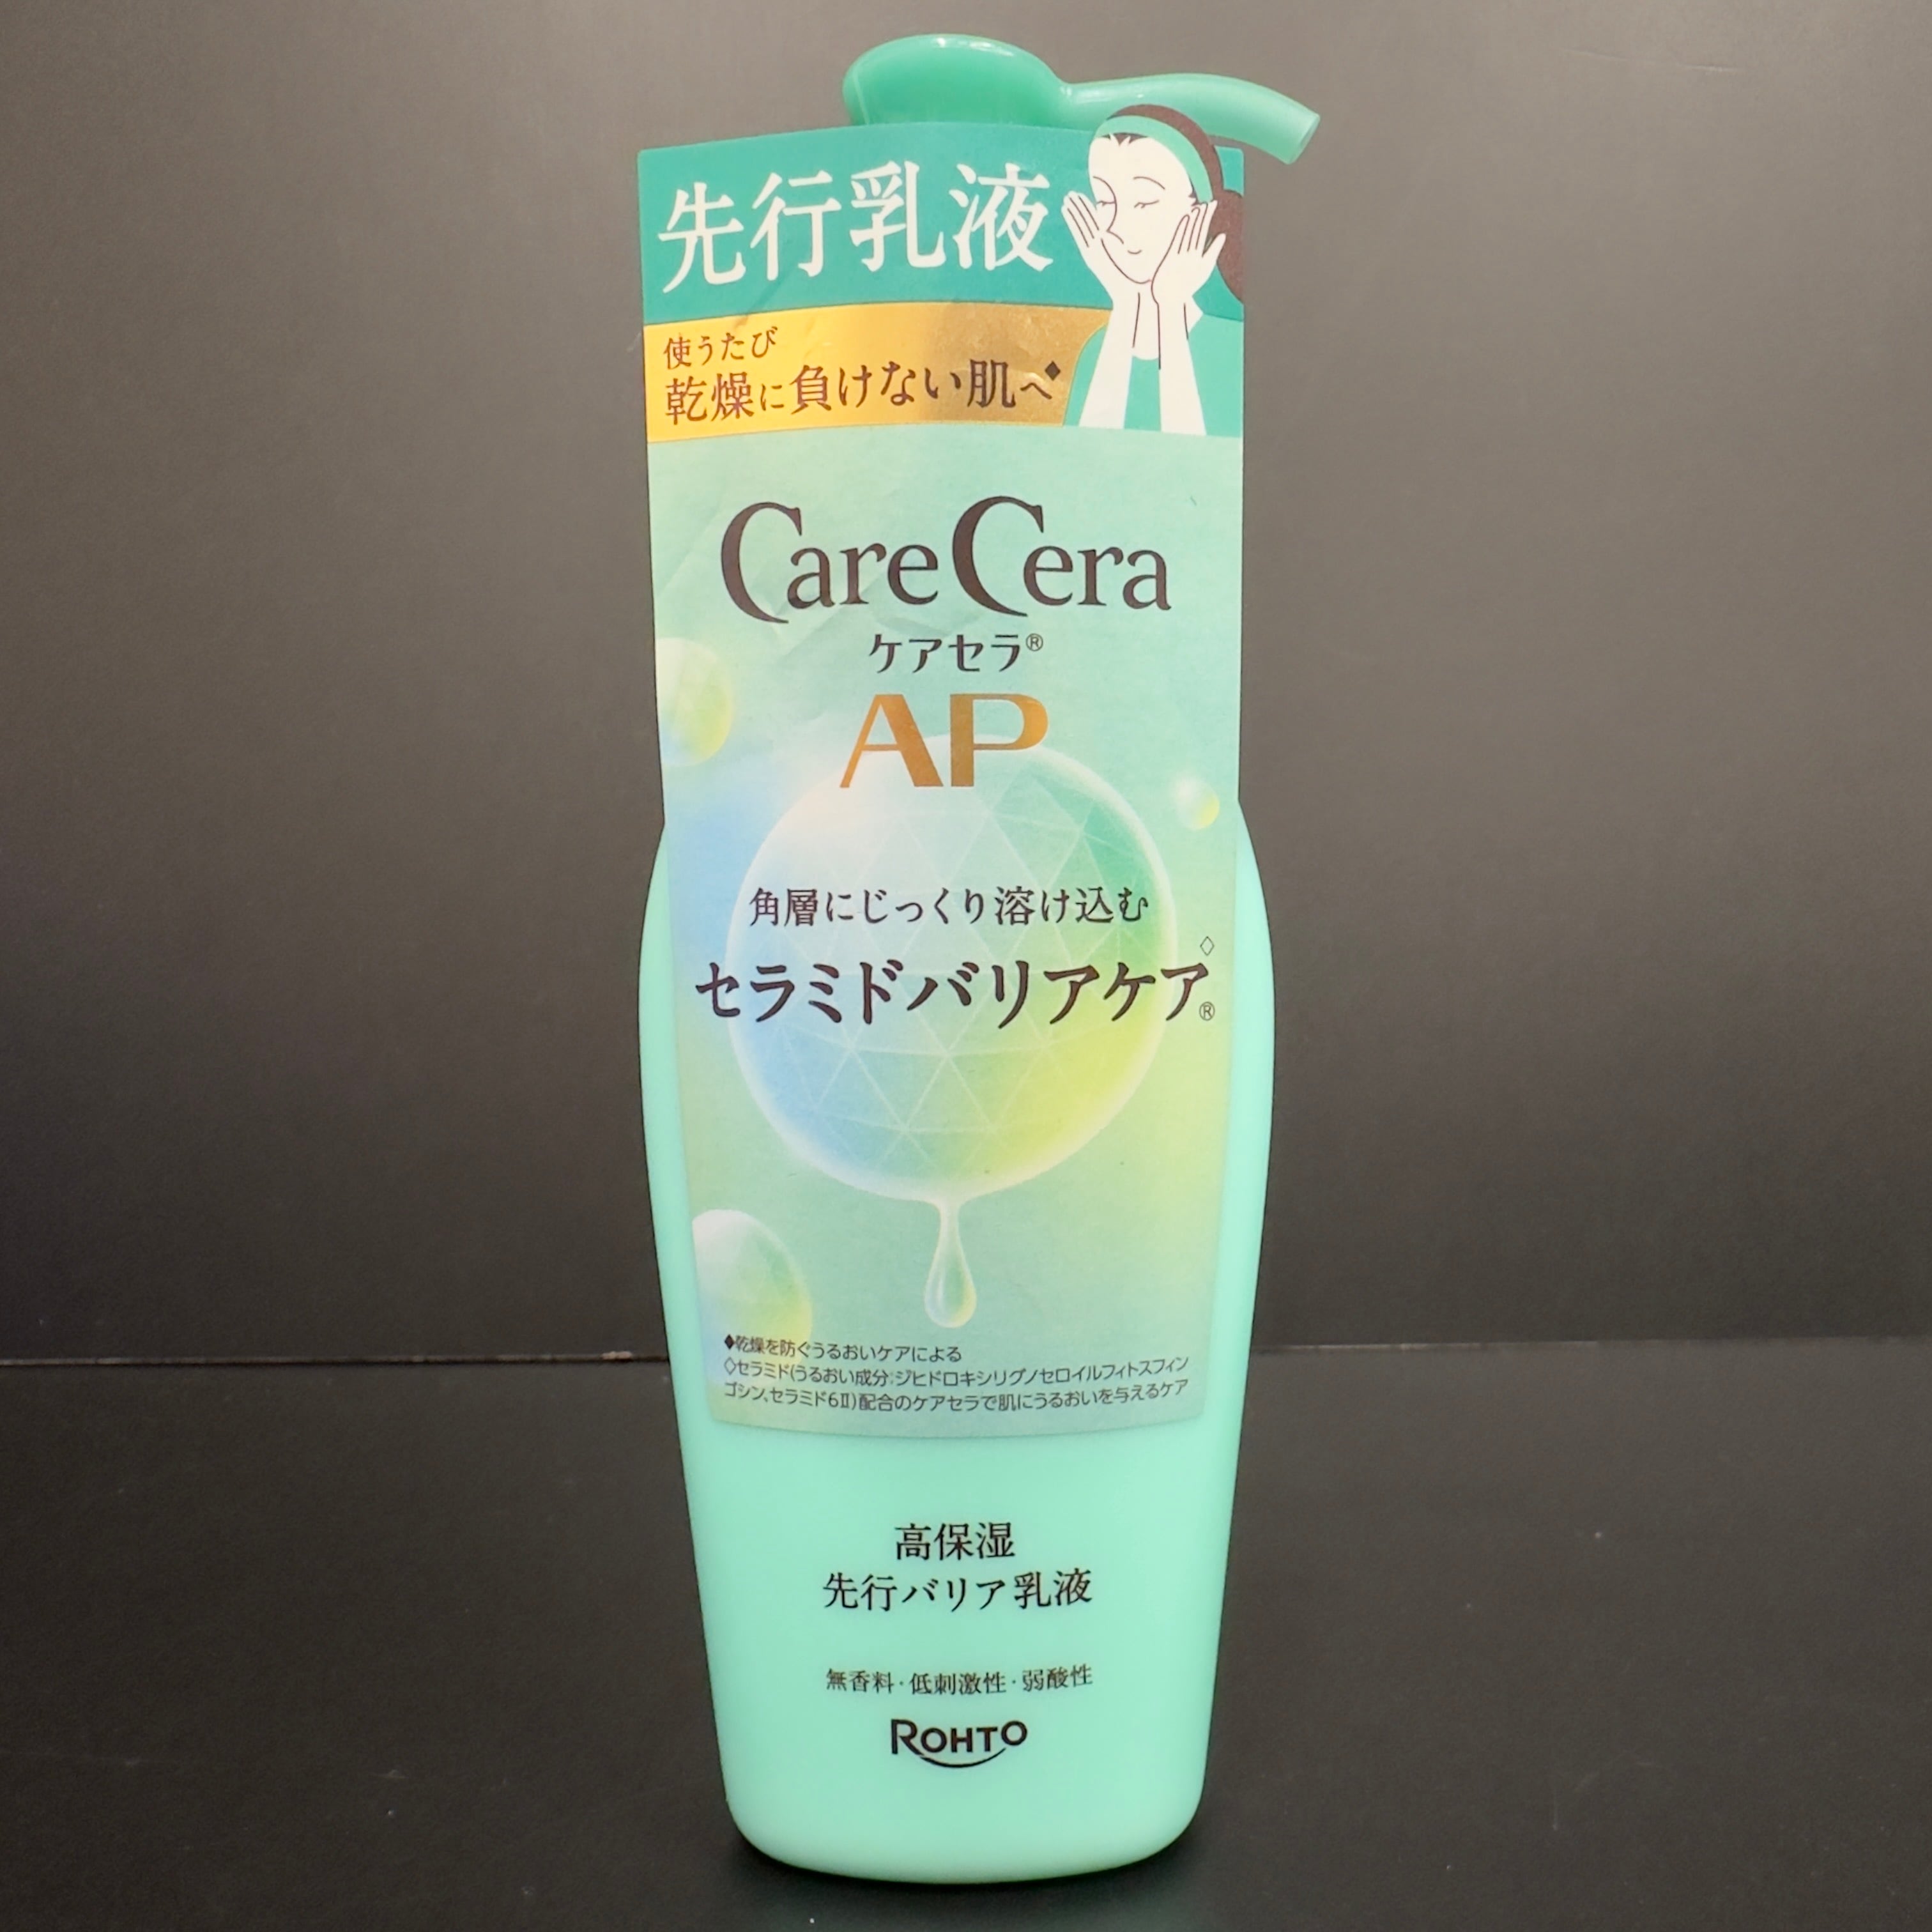 先行乳液
使うたび
乾燥に負けない肌へ◆
CareCera
ケアセラ®
AP
角層にじっくり溶け込む
セラミドバリアケア®◇
◆乾燥を防ぐうるおいケアによる
◇セラミド(うるおい成分:ジヒドロキシリグノセロイルフィトスフィン
ゴシン、セラミド6Ⅱ)配合のケアセラで肌にうるおいを与えるケア
高保湿
先行バリア乳液
無香料・低刺激性・弱酸性
ROHTO